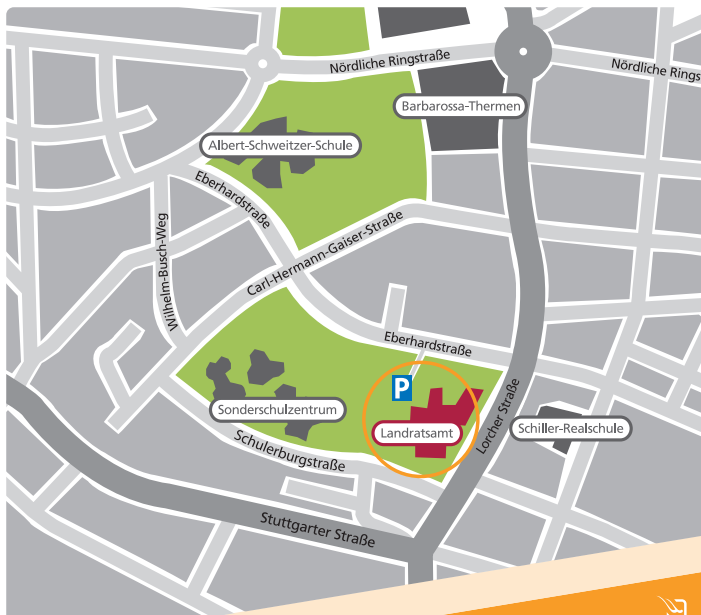 Nördliche Ringstraße
Nördliche Rings
Barbarossa-Thermen
Albert-Schweitzer-Schule
Eberhardstraße
Carl-Hermann-Gaiser-Straße
Wilhelm-Busch-Weg
Eberhardstraße
P
Sonderschulzentrum
Landratsamt
Lorcher Straße
Schiller-Realschule
Schulerburgstraße
Stuttgarter Straße